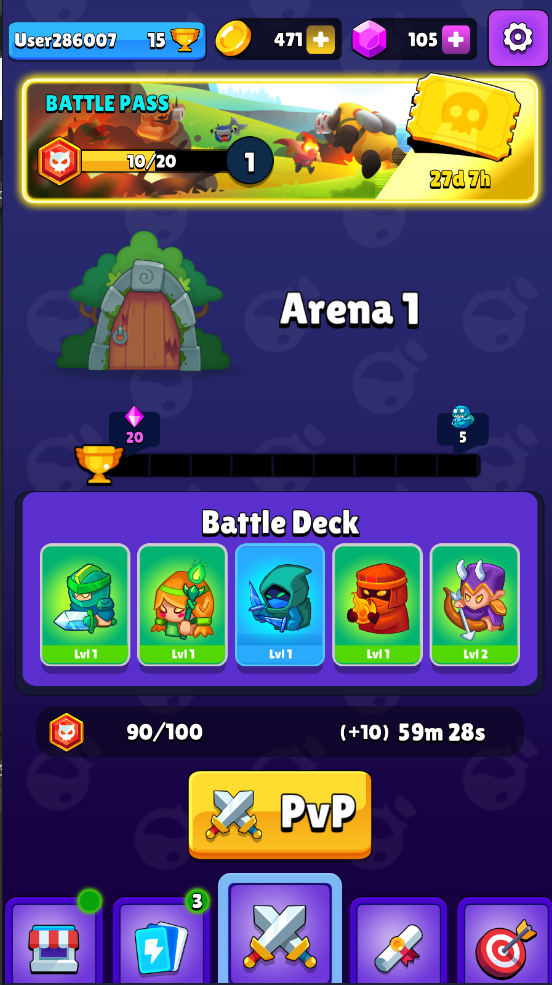 User286007 15 471 + 105 +
BATTLE PASS
10/20 1
27d 7h
Arena 1
20 5
Battle Deck
Lvl 1 Lvl 1 Lvl 1 Lvl 1 Lvl 2
90/100 (+10) 59m 28s
PvP
3